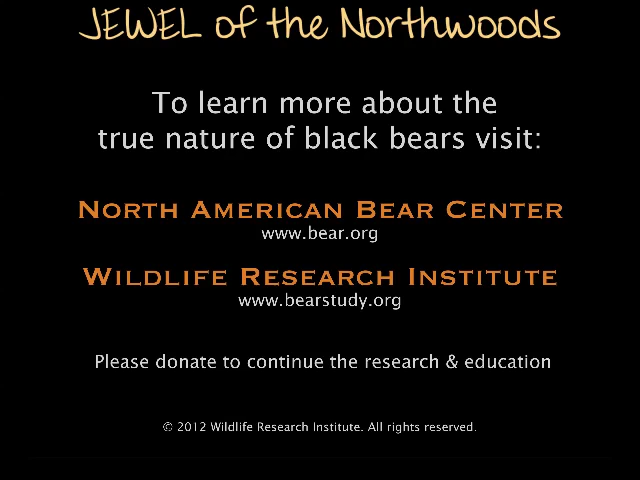 JEWEL of the Northwoods
To learn more about the
true nature of black bears visit:
NORTH AMERICAN BEAR CENTER
www.bear.org
WILDLIFE RESEARCH INSTITUTE
www.bearstudy.org
Please donate to continue the research & education
© 2012 Wildlife Research Institute. All rights reserved.